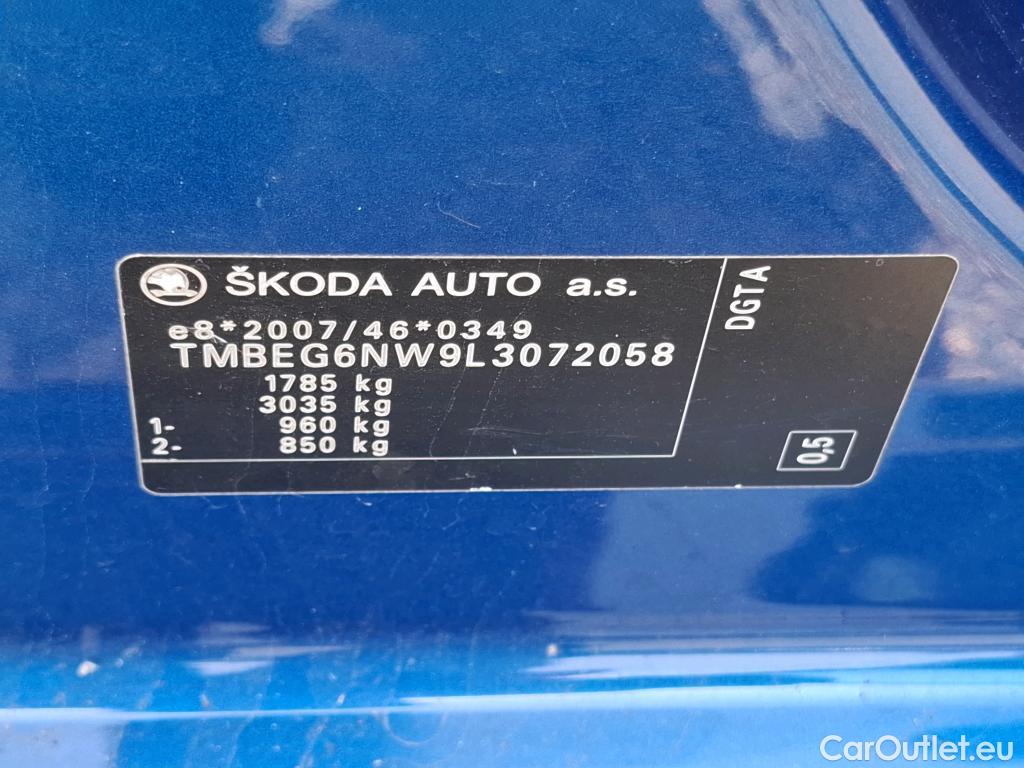 ŠKODA AUTO a.s.
e8*2007/46*0349
TMBEG6NW9L3072058
1785 kg
3035 kg
1- 960 kg
2- 850 kg
DGTA
0,5
CarOutlet.eu